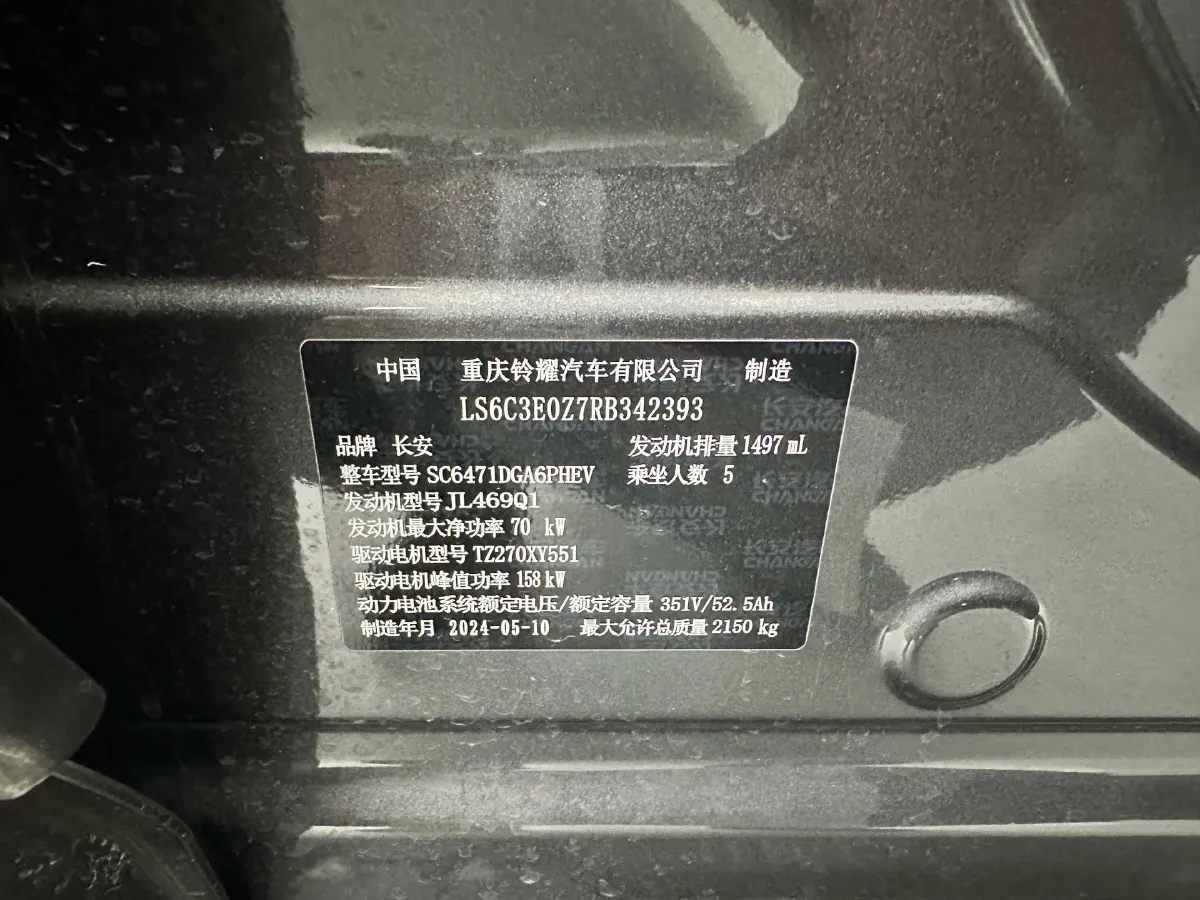 中国 重庆铃耀汽车有限公司 制造
LS6C3E0Z7RB342393
品牌 长安 发动机排量 1497 mL
整车型号 SC6471DGA6PHEV 乘坐人数 5
发动机型号 JL469Q1
发动机最大净功率 70 kW
驱动电机型号 TZ270XY551
驱动电机峰值功率 158 kW
动力电池系统额定电压/额定容量 351V/52.5Ah
制造年月 2024-05-10 最大允许总质量 2150 kg